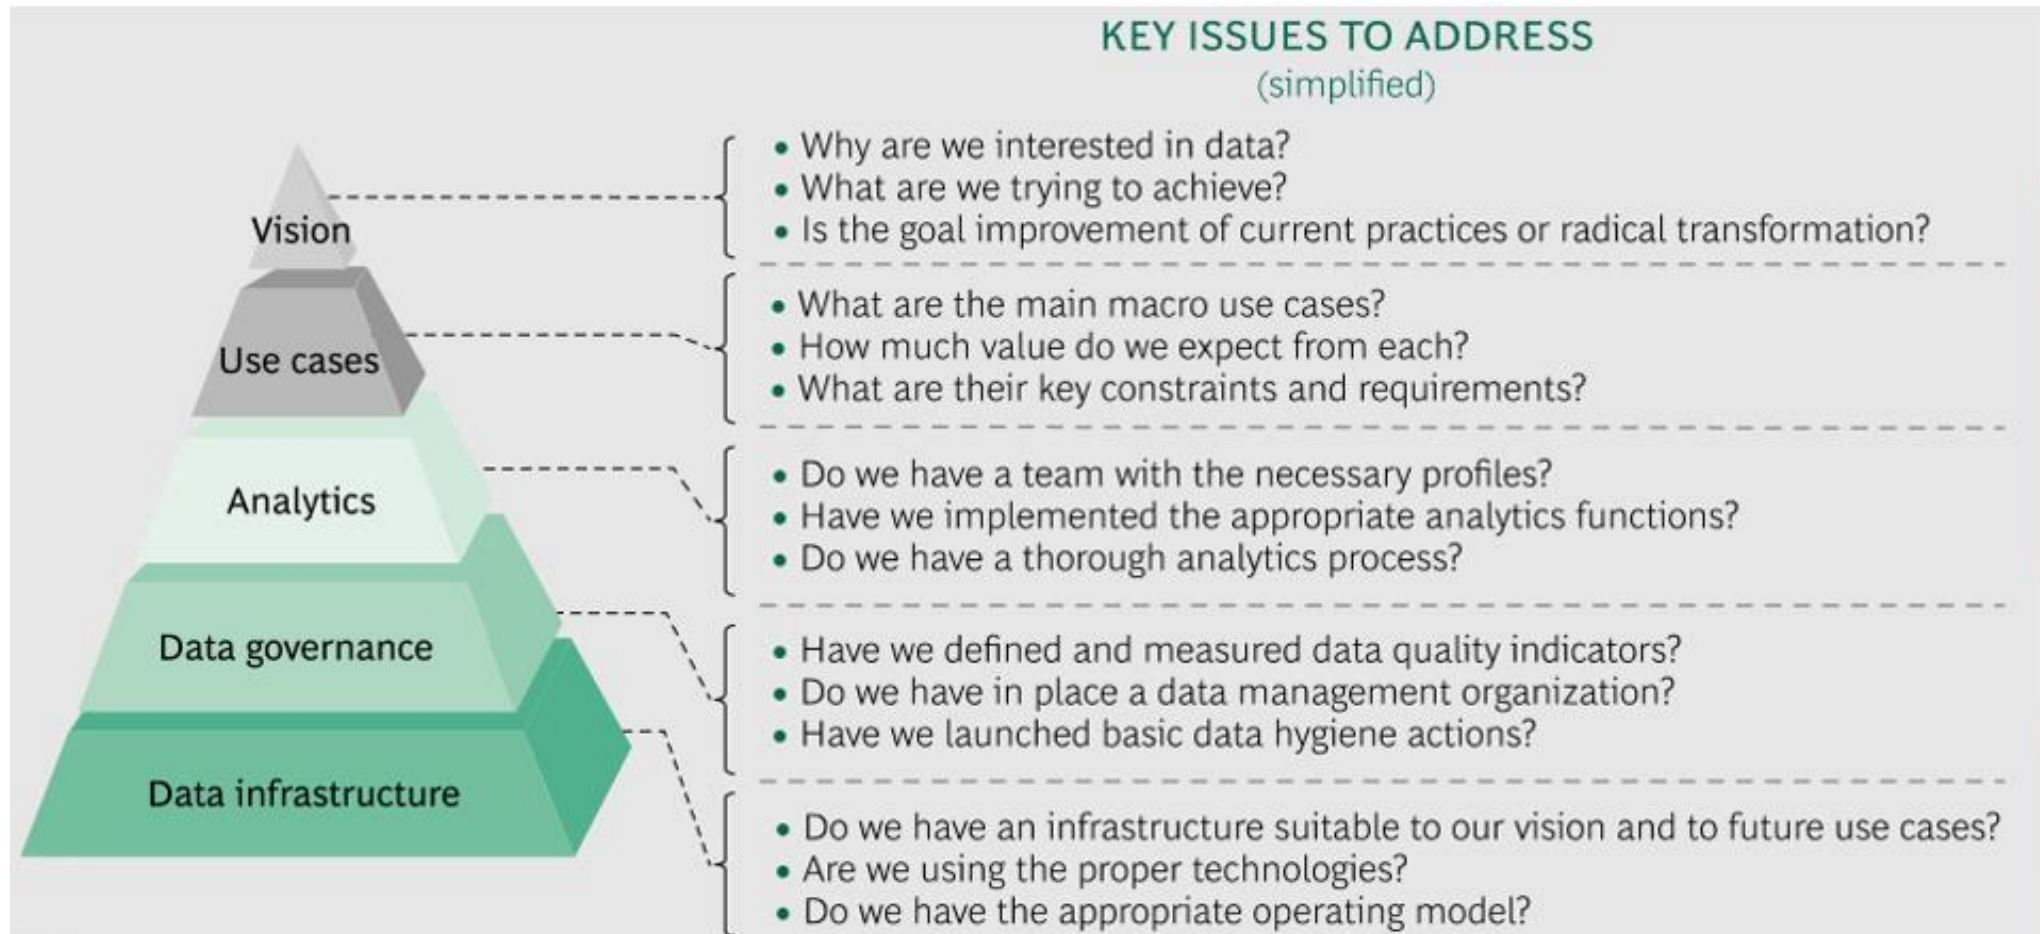 KEY ISSUES TO ADDRESS
(simplified)
Vision
• Why are we interested in data?
• What are we trying to achieve?
• Is the goal improvement of current practices or radical transformation?
Use cases
• What are the main macro use cases?
• How much value do we expect from each?
• What are their key constraints and requirements?
Analytics
• Do we have a team with the necessary profiles?
• Have we implemented the appropriate analytics functions?
• Do we have a thorough analytics process?
Data governance
• Have we defined and measured data quality indicators?
• Do we have in place a data management organization?
• Have we launched basic data hygiene actions?
Data infrastructure
• Do we have an infrastructure suitable to our vision and to future use cases?
• Are we using the proper technologies?
• Do we have the appropriate operating model?